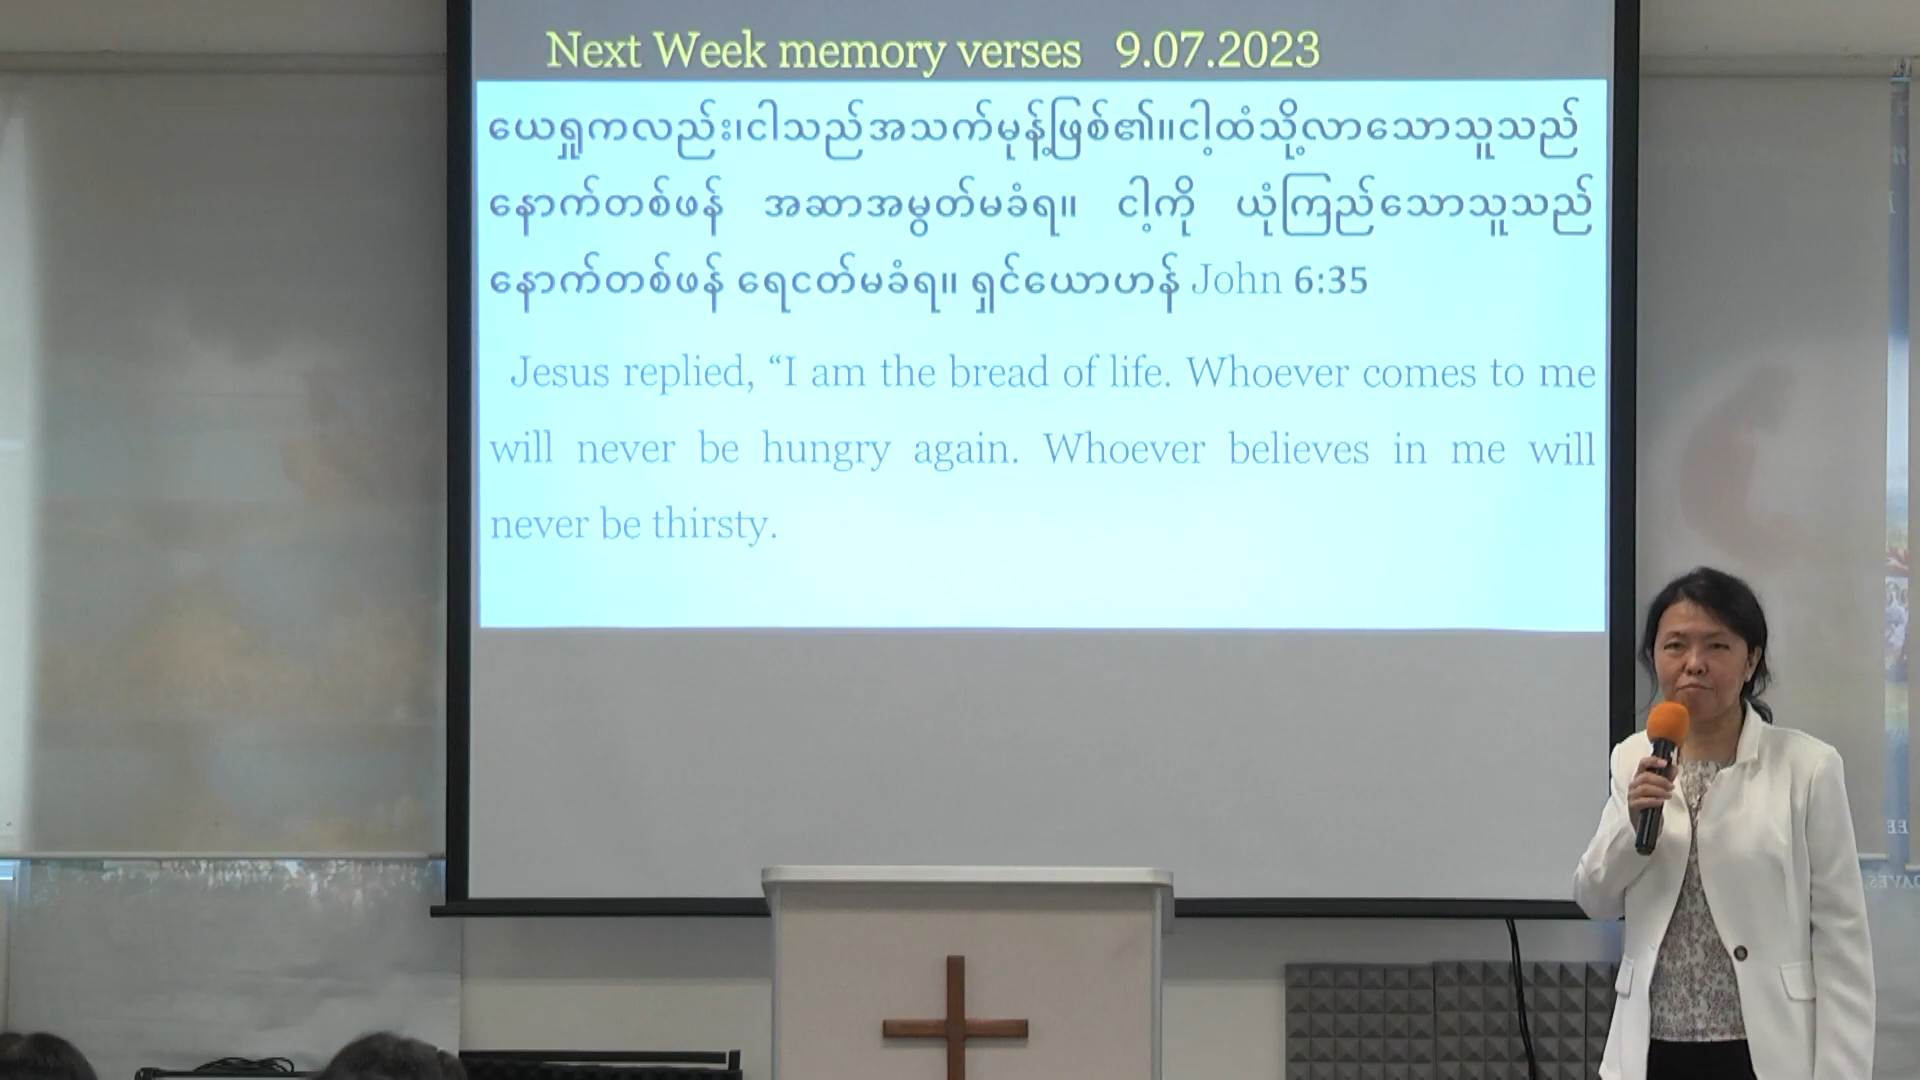 Next Week memory verses 9.07.2023
ယေရှုကလည်း၊ငါသည်အသက်မုန့်ဖြစ်၏။ငါ့ထံသို့လာသောသူသည်
နောက်တစ်ဖန် အဆာအမွတ်မခံရ။ ငါ့ကို ယုံကြည်သောသူသည်
နောက်တစ်ဖန် ရေငတ်မခံရ။ ရှင်ယောဟန် John 6:35
Jesus replied, “I am the bread of life. Whoever comes to me
will never be hungry again. Whoever believes in me will
never be thirsty.